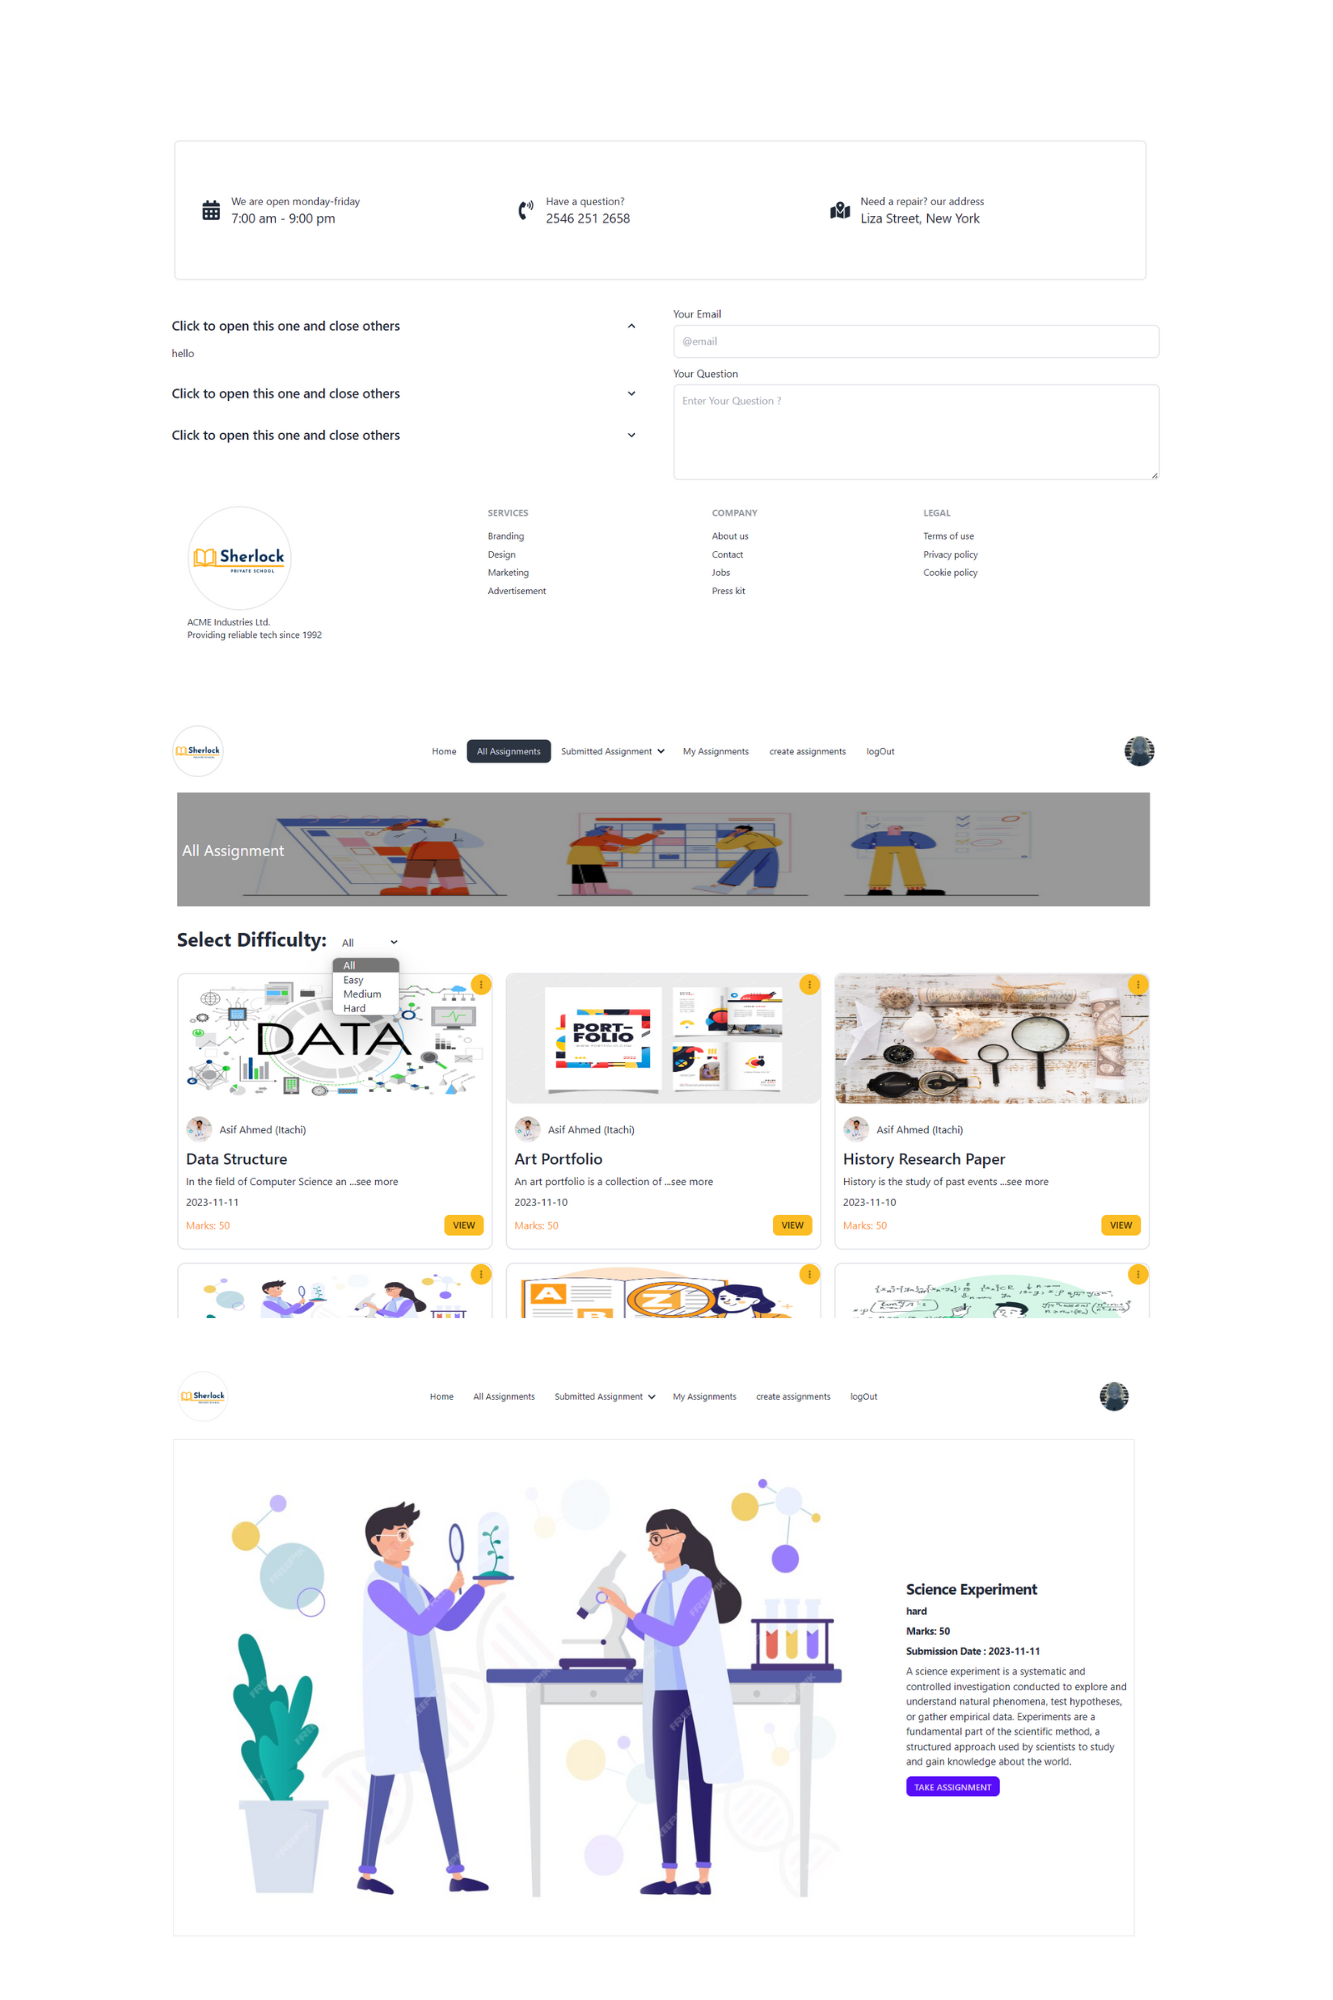 We are open monday-friday
7:00 am - 9:00 pm
Have a question?
2546 251 2658
Need a repair? our address
Liza Street, New York
Click to open this one and close others
hello
Click to open this one and close others
Click to open this one and close others
Your Email
@email
Your Question
Enter Your Question ?
Sherlock
PRIVATE SCHOOL
ACME Industries Ltd.
Providing reliable tech since 1992
SERVICES
Branding
Design
Marketing
Advertisement
COMPANY
About us
Contact
Jobs
Press kit
LEGAL
Terms of use
Privacy policy
Cookie policy
Sherlock
Home
All Assignments
Submitted Assignment
My Assignments
create assignments
logOut
All Assignment
Select Difficulty:
All
All
Easy
Medium
Hard
DATA
Asif Ahmed (Itachi)
Data Structure
In the field of Computer Science an ...see more
2023-11-11
Marks: 50
VIEW
PORT-
FOLIO
2022
Asif Ahmed (Itachi)
Art Portfolio
An art portfolio is a collection of ...see more
2023-11-10
Marks: 50
VIEW
Asif Ahmed (Itachi)
History Research Paper
History is the study of past events ...see more
2023-11-10
Marks: 50
VIEW
A
B
Z
Sherlock
Home
All Assignments
Submitted Assignment
My Assignments
create assignments
logOut
Science Experiment
hard
Marks: 50
Submission Date : 2023-11-11
A science experiment is a systematic and
controlled investigation conducted to explore and
understand natural phenomena, test hypotheses,
or gather empirical data. Experiments are a
fundamental part of the scientific method, a
structured approach used by scientists to study
and gain knowledge about the world.
TAKE ASSIGNMENT